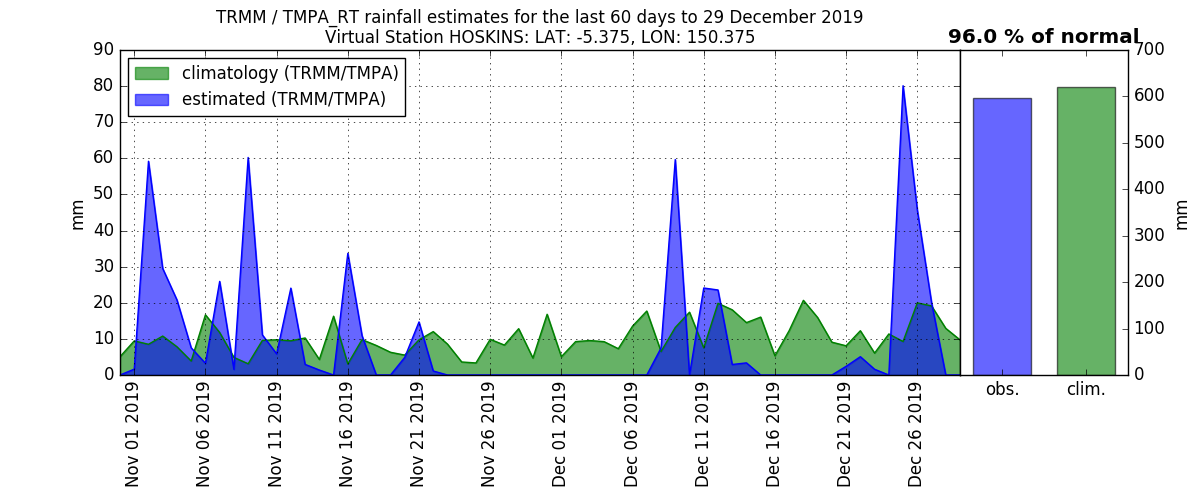 TRMM / TMPA_RT rainfall estimates for the last 60 days to 29 December 2019
Virtual Station HOSKINS: LAT: -5.375, LON: 150.375
96.0 % of normal
climatology (TRMM/TMPA)
estimated (TRMM/TMPA)
mm
90
80
70
60
50
40
30
20
10
0
Nov 01 2019
Nov 06 2019
Nov 11 2019
Nov 16 2019
Nov 21 2019
Nov 26 2019
Dec 01 2019
Dec 06 2019
Dec 11 2019
Dec 16 2019
Dec 21 2019
Dec 26 2019
obs.
clim.
700
600
500
400
300
200
100
0
mm